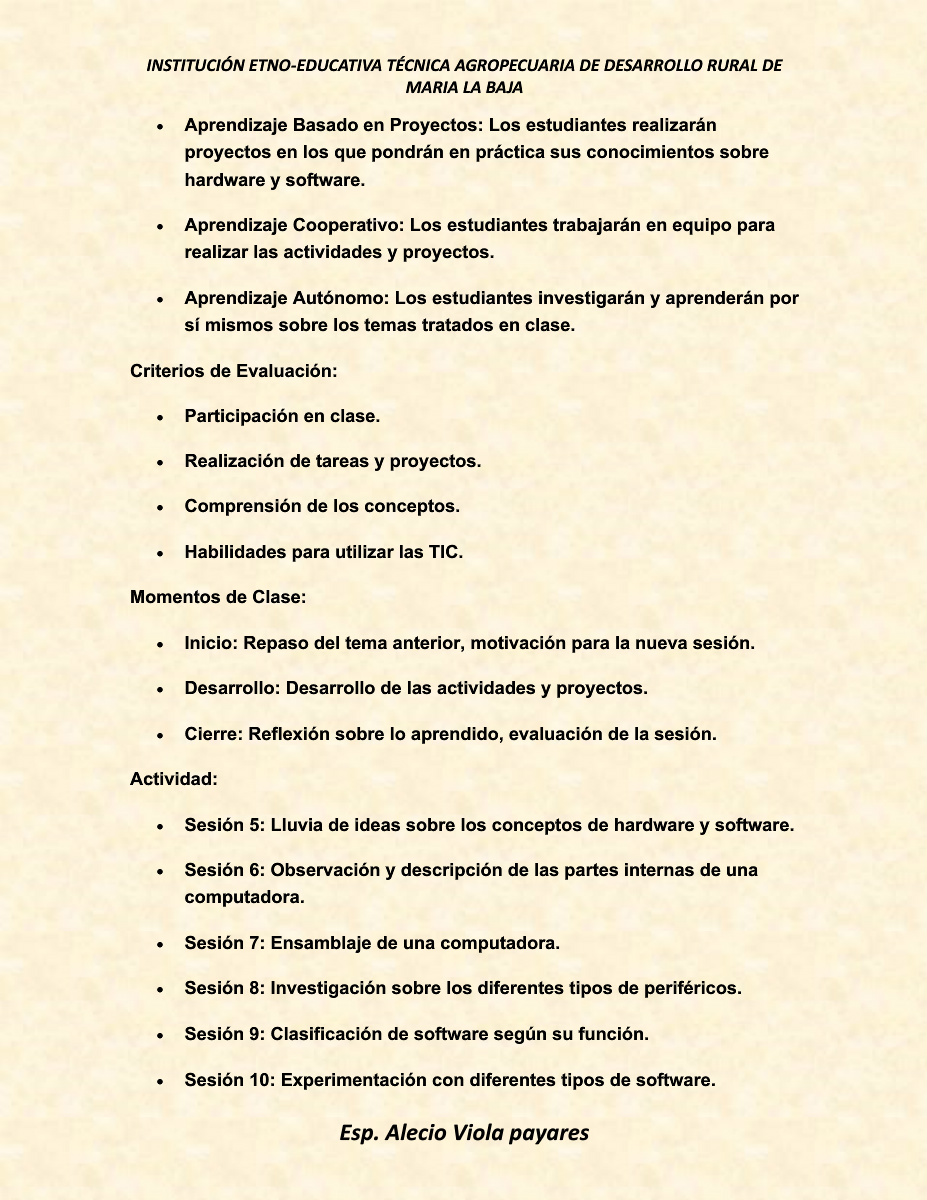 INSTITUCIÓN ETNO-EDUCATIVA TÉCNICA AGROPECUARIA DE DESARROLLO RURAL DE
MARIA LA BAJA
• Aprendizaje Basado en Proyectos: Los estudiantes realizarán
proyectos en los que pondrán en práctica sus conocimientos sobre
hardware y software.
• Aprendizaje Cooperativo: Los estudiantes trabajarán en equipo para
realizar las actividades y proyectos.
• Aprendizaje Autónomo: Los estudiantes investigarán y aprenderán por
sí mismos sobre los temas tratados en clase.
Criterios de Evaluación:
• Participación en clase.
• Realización de tareas y proyectos.
• Comprensión de los conceptos.
• Habilidades para utilizar las TIC.
Momentos de Clase:
• Inicio: Repaso del tema anterior, motivación para la nueva sesión.
• Desarrollo: Desarrollo de las actividades y proyectos.
• Cierre: Reflexión sobre lo aprendido, evaluación de la sesión.
Actividad:
• Sesión 5: Lluvia de ideas sobre los conceptos de hardware y software.
• Sesión 6: Observación y descripción de las partes internas de una
computadora.
• Sesión 7: Ensamblaje de una computadora.
• Sesión 8: Investigación sobre los diferentes tipos de periféricos.
• Sesión 9: Clasificación de software según su función.
• Sesión 10: Experimentación con diferentes tipos de software.
Esp. Alecio Viola payares